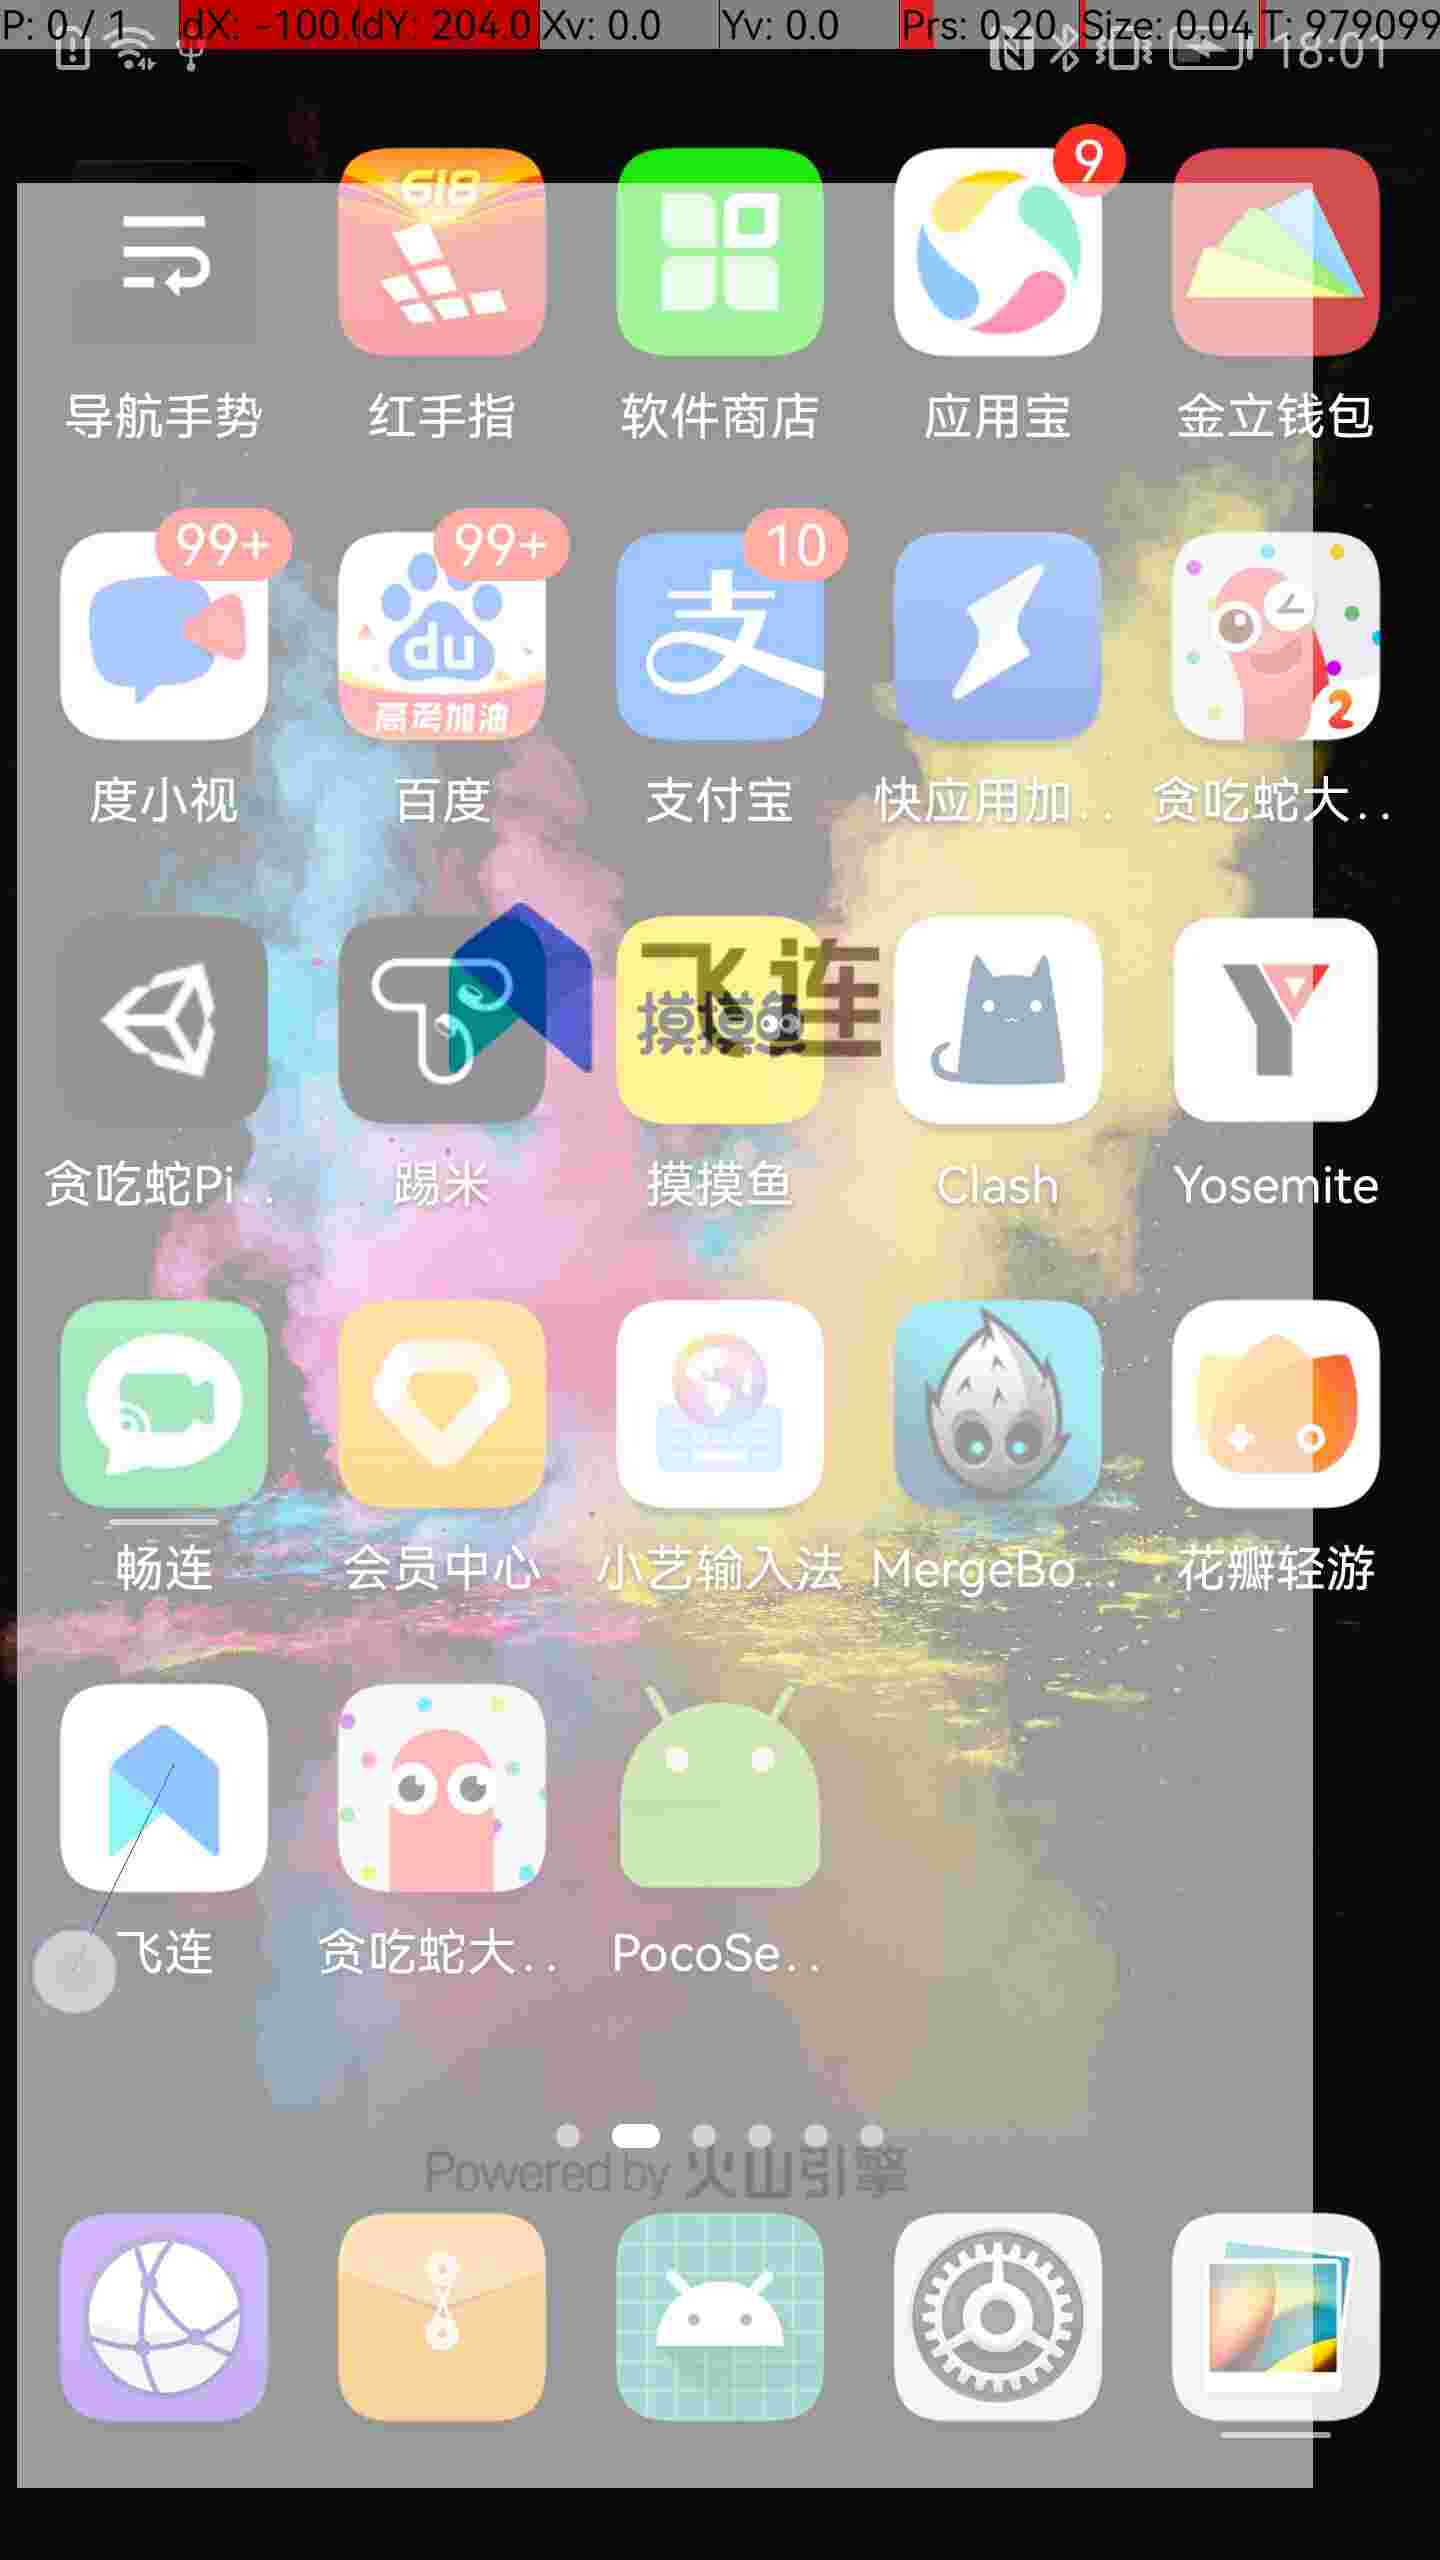 P: 0 / 1 dX: -100.0 dY: 204.0 Xv: 0.0 Yv: 0.0 Prs: 0.20 Size: 0.04 T: 979099
18:01
618
9
导航手势 红手指 软件商店 应用宝 金立钱包
99+ 99+ 10
du 支
高考加油 2
度小视 百度 支付宝 快应用加.. 贪吃蛇大..
飞连
摸摸鱼
贪吃蛇Pi.. 踢米 摸摸鱼 Clash Yosemite
畅连 会员中心 小艺输入法 MergeBo.. 花瓣轻游
飞连 贪吃蛇大.. PocoSe..
Powered by 火山引擎